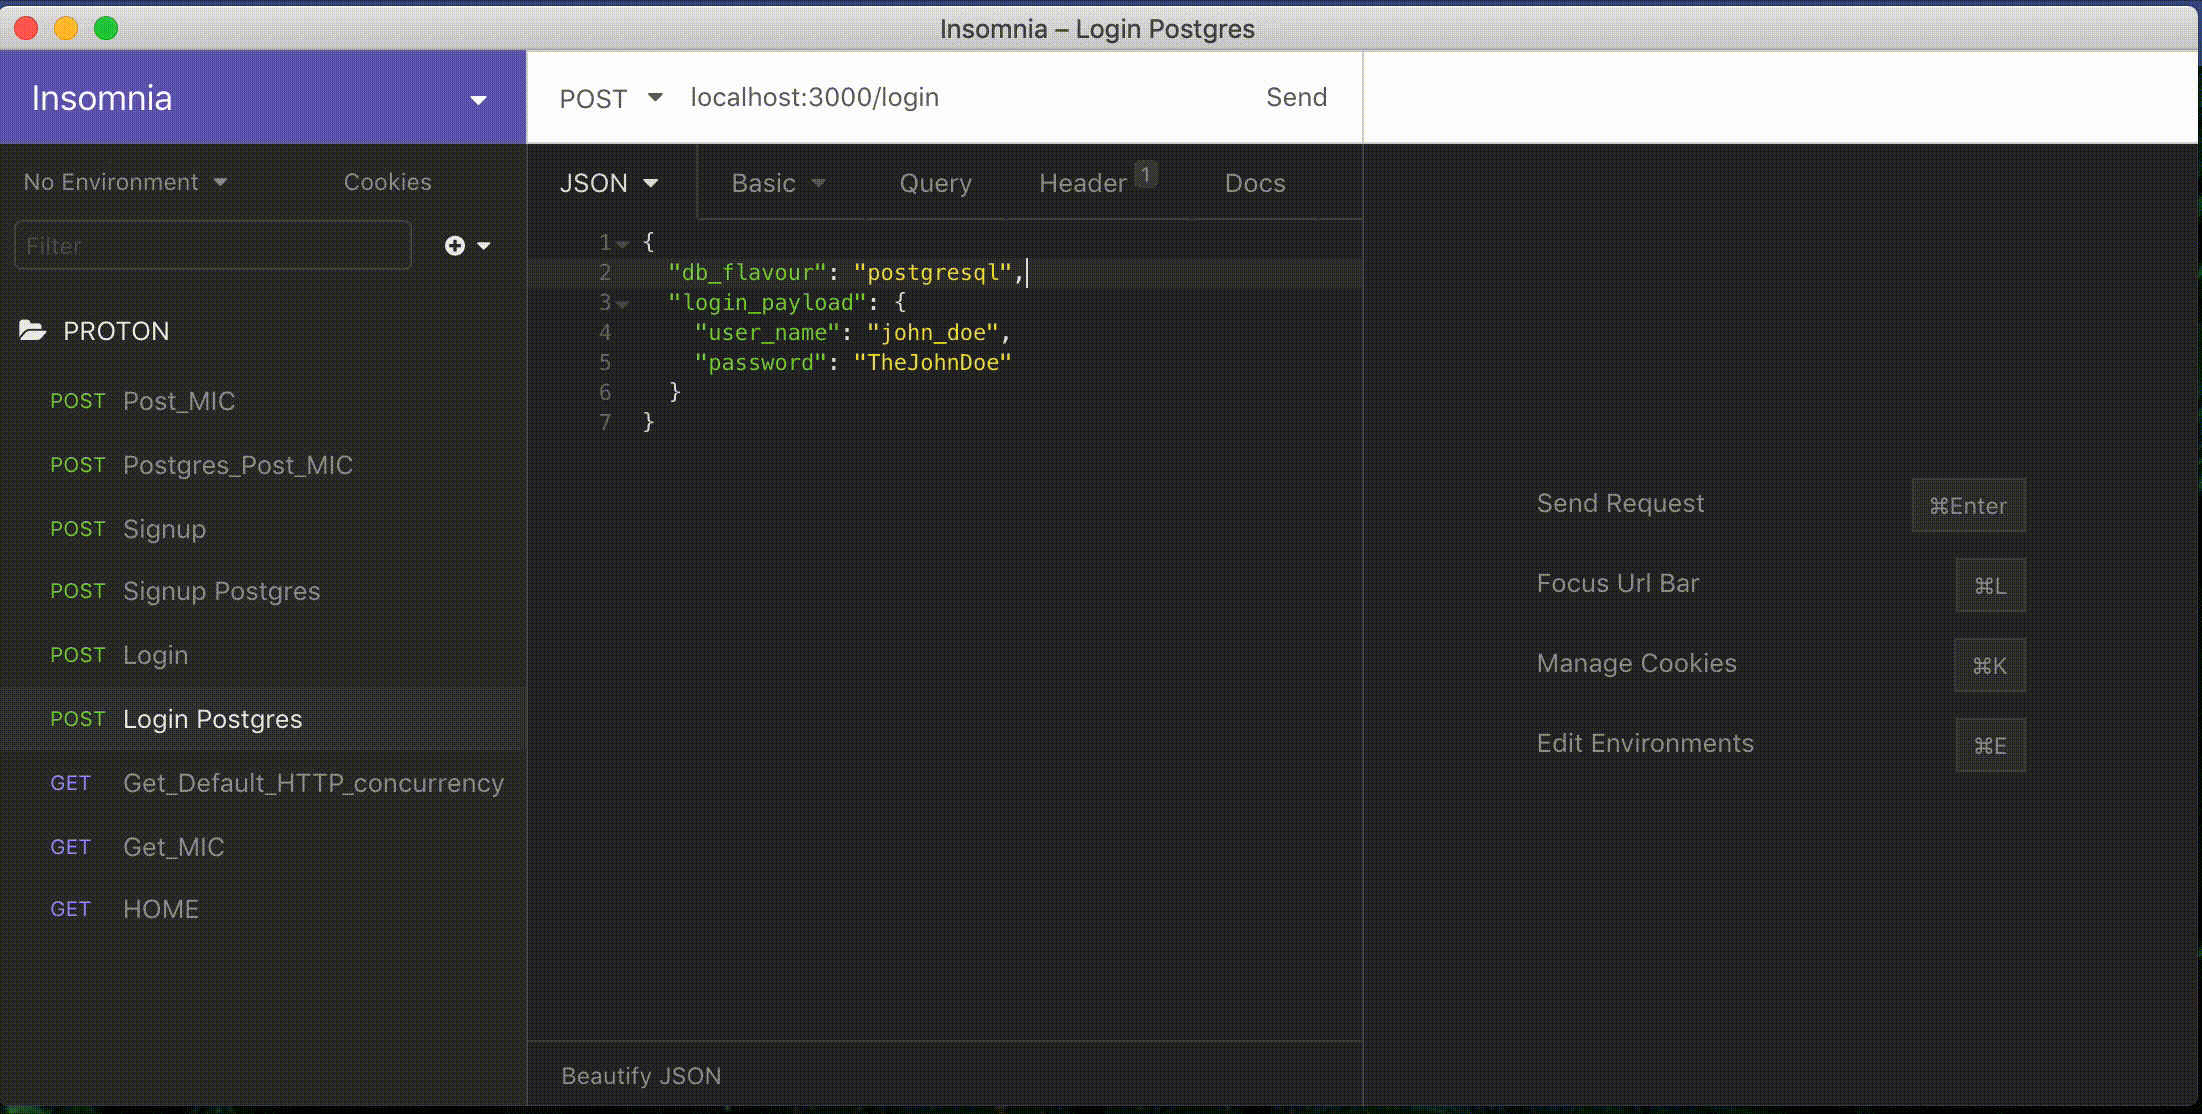 Insomnia – Login Postgres
Insomnia
POST localhost:3000/login Send
No Environment Cookies
Filter
PROTON
POST Post_MIC
POST Postgres_Post_MIC
POST Signup
POST Signup Postgres
POST Login
POST Login Postgres
GET Get_Default_HTTP_concurrency
GET Get_MIC
GET HOME
JSON Basic Query Header 1 Docs
1 {
2 "db_flavour": "postgresql",
3 "login_payload": {
4 "user_name": "john_doe",
5 "password": "TheJohnDoe"
6 }
7 }
Beautify JSON
Send Request ⌘Enter
Focus Url Bar ⌘L
Manage Cookies ⌘K
Edit Environments ⌘E